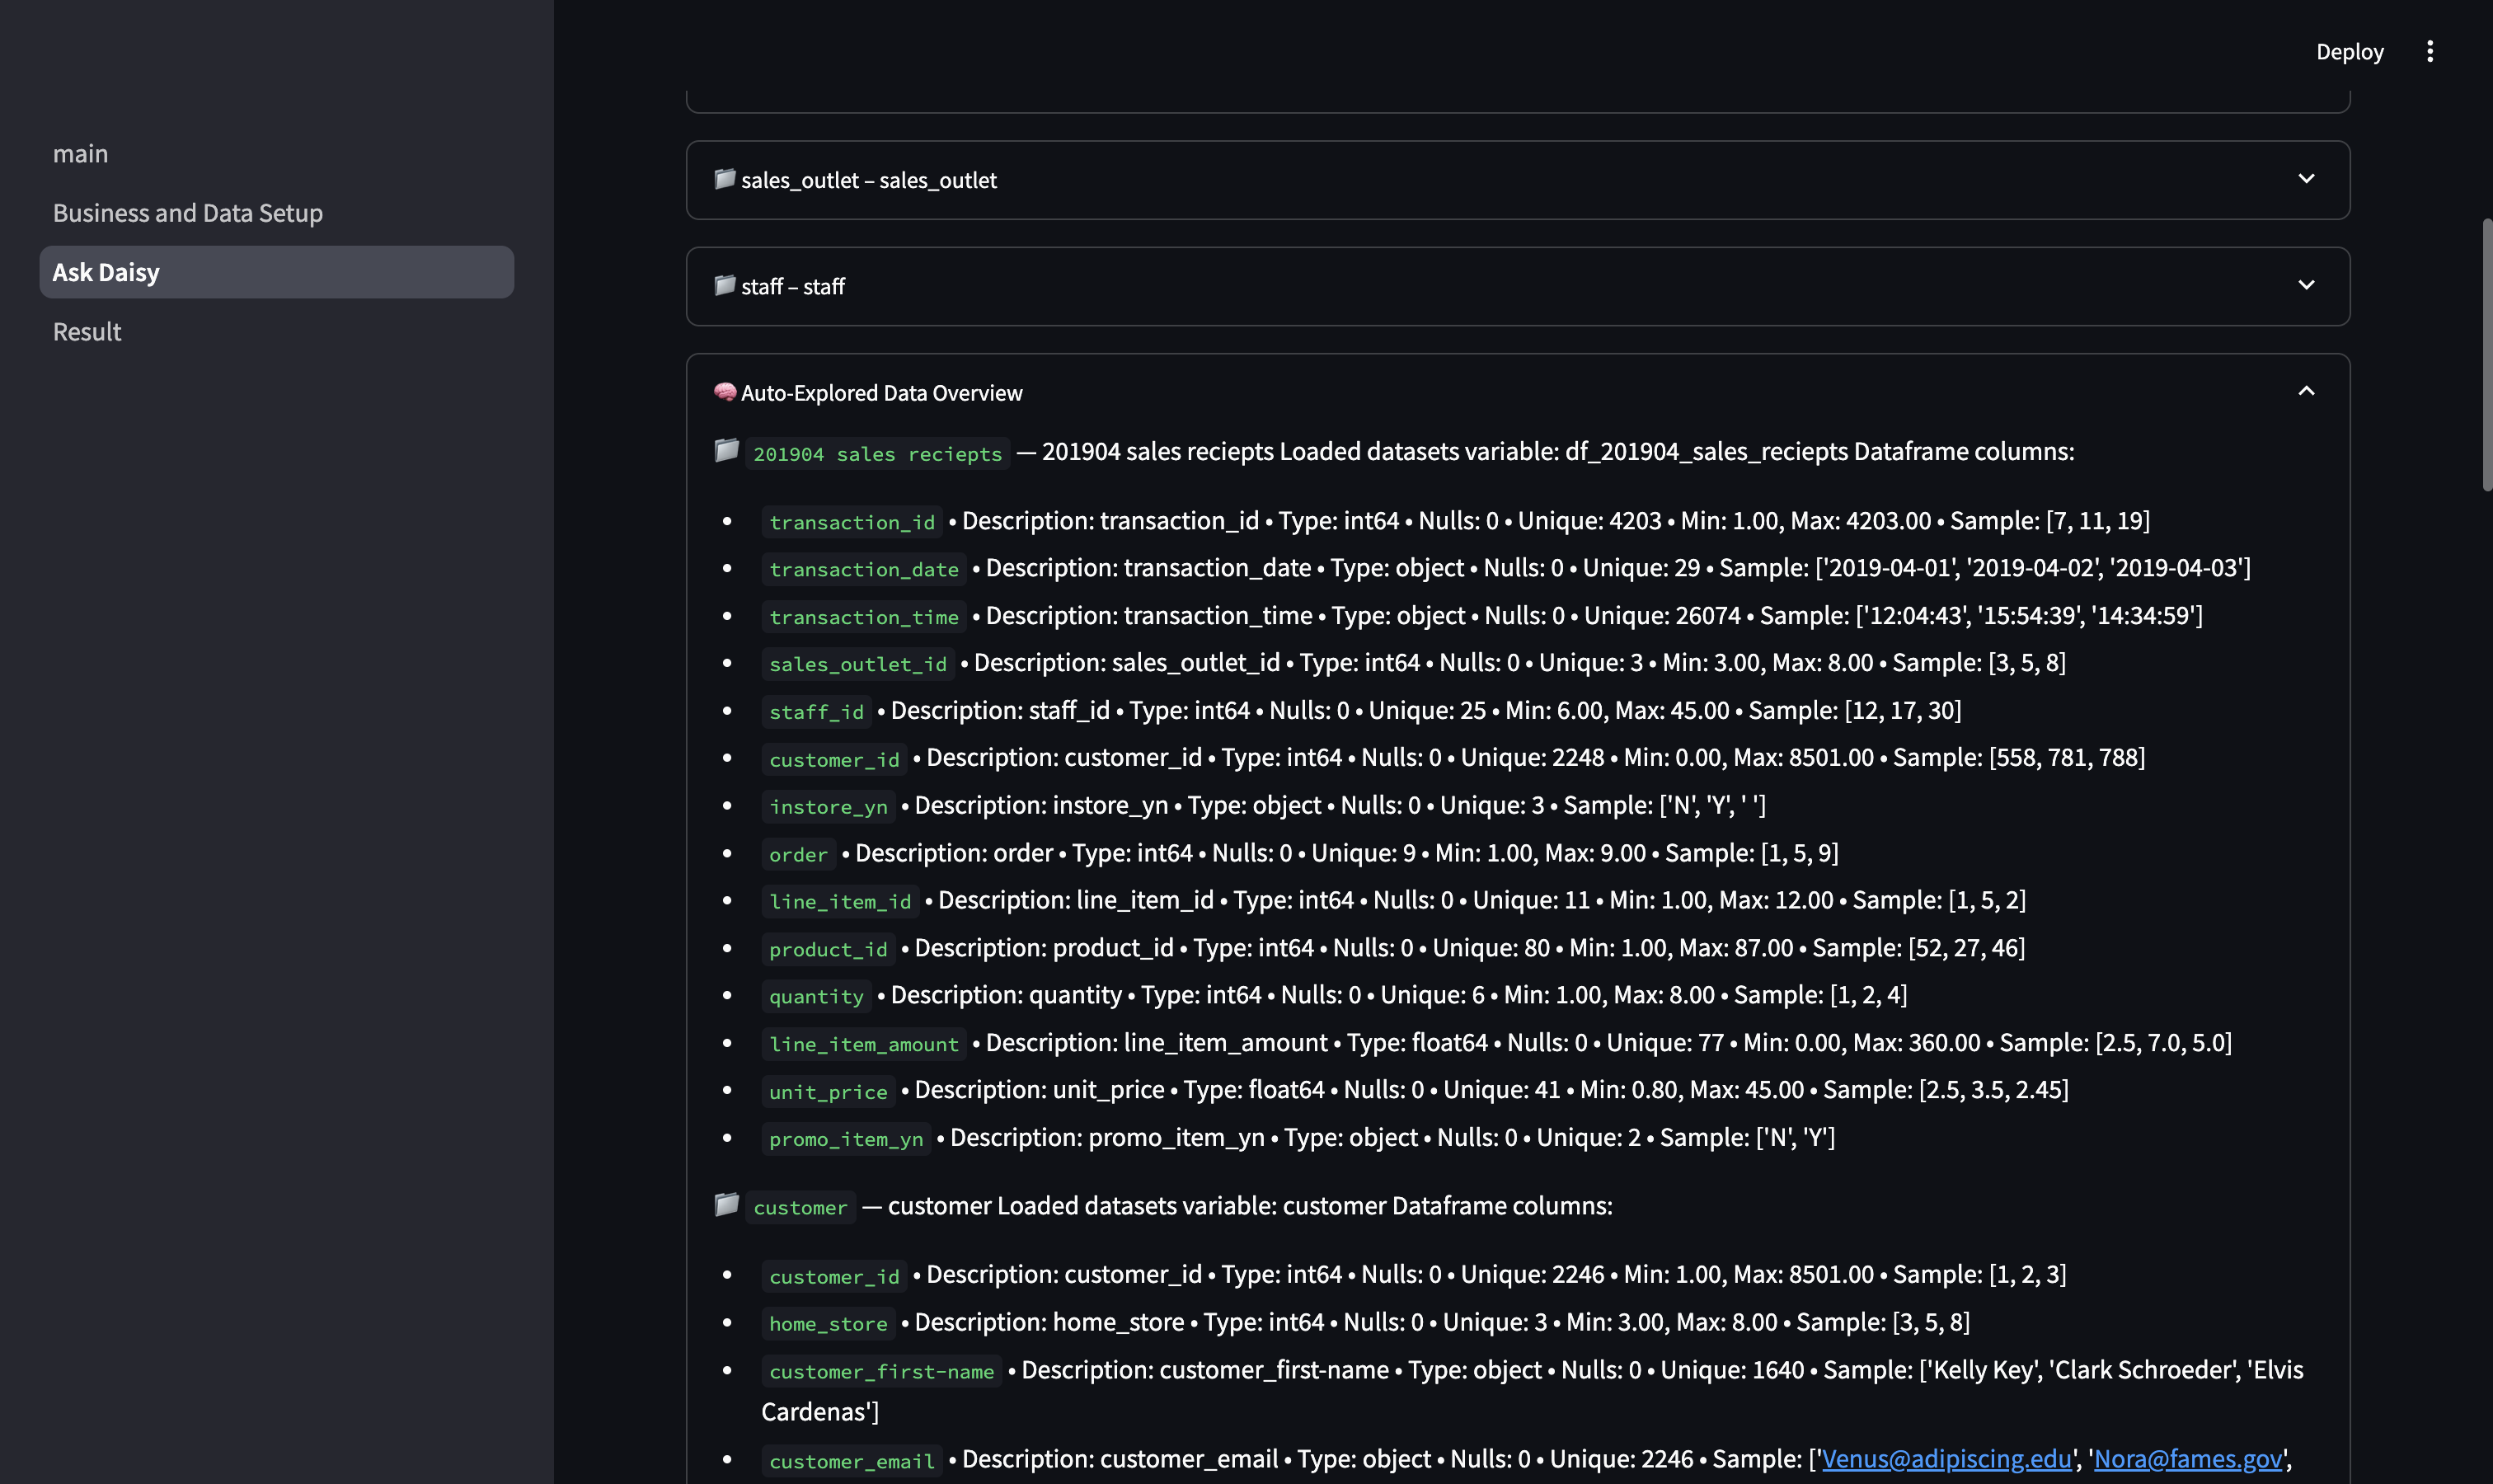 Deploy
main
Business and Data Setup
Ask Daisy
Result
sales_outlet – sales_outlet
staff – staff
Auto-Explored Data Overview
201904 sales reciepts — 201904 sales reciepts Loaded datasets variable: df_201904_sales_reciepts Dataframe columns:
• transaction_id • Description: transaction_id • Type: int64 • Nulls: 0 • Unique: 4203 • Min: 1.00, Max: 4203.00 • Sample: [7, 11, 19]
• transaction_date • Description: transaction_date • Type: object • Nulls: 0 • Unique: 29 • Sample: ['2019-04-01', '2019-04-02', '2019-04-03']
• transaction_time • Description: transaction_time • Type: object • Nulls: 0 • Unique: 26074 • Sample: ['12:04:43', '15:54:39', '14:34:59']
• sales_outlet_id • Description: sales_outlet_id • Type: int64 • Nulls: 0 • Unique: 3 • Min: 3.00, Max: 8.00 • Sample: [3, 5, 8]
• staff_id • Description: staff_id • Type: int64 • Nulls: 0 • Unique: 25 • Min: 6.00, Max: 45.00 • Sample: [12, 17, 30]
• customer_id • Description: customer_id • Type: int64 • Nulls: 0 • Unique: 2248 • Min: 0.00, Max: 8501.00 • Sample: [558, 781, 788]
• instore_yn • Description: instore_yn • Type: object • Nulls: 0 • Unique: 3 • Sample: ['N', 'Y', ' ']
• order • Description: order • Type: int64 • Nulls: 0 • Unique: 9 • Min: 1.00, Max: 9.00 • Sample: [1, 5, 9]
• line_item_id • Description: line_item_id • Type: int64 • Nulls: 0 • Unique: 11 • Min: 1.00, Max: 12.00 • Sample: [1, 5, 2]
• product_id • Description: product_id • Type: int64 • Nulls: 0 • Unique: 80 • Min: 1.00, Max: 87.00 • Sample: [52, 27, 46]
• quantity • Description: quantity • Type: int64 • Nulls: 0 • Unique: 6 • Min: 1.00, Max: 8.00 • Sample: [1, 2, 4]
• line_item_amount • Description: line_item_amount • Type: float64 • Nulls: 0 • Unique: 77 • Min: 0.00, Max: 360.00 • Sample: [2.5, 7.0, 5.0]
• unit_price • Description: unit_price • Type: float64 • Nulls: 0 • Unique: 41 • Min: 0.80, Max: 45.00 • Sample: [2.5, 3.5, 2.45]
• promo_item_yn • Description: promo_item_yn • Type: object • Nulls: 0 • Unique: 2 • Sample: ['N', 'Y']
customer — customer Loaded datasets variable: customer Dataframe columns:
• customer_id • Description: customer_id • Type: int64 • Nulls: 0 • Unique: 2246 • Min: 1.00, Max: 8501.00 • Sample: [1, 2, 3]
• home_store • Description: home_store • Type: int64 • Nulls: 0 • Unique: 3 • Min: 3.00, Max: 8.00 • Sample: [3, 5, 8]
• customer_first-name • Description: customer_first-name • Type: object • Nulls: 0 • Unique: 1640 • Sample: ['Kelly Key', 'Clark Schroeder', 'Elvis
Cardenas']
• customer_email • Description: customer_email • Type: object • Nulls: 0 • Unique: 2246 • Sample: ['Venus@adipiscing.edu', 'Nora@fames.gov',